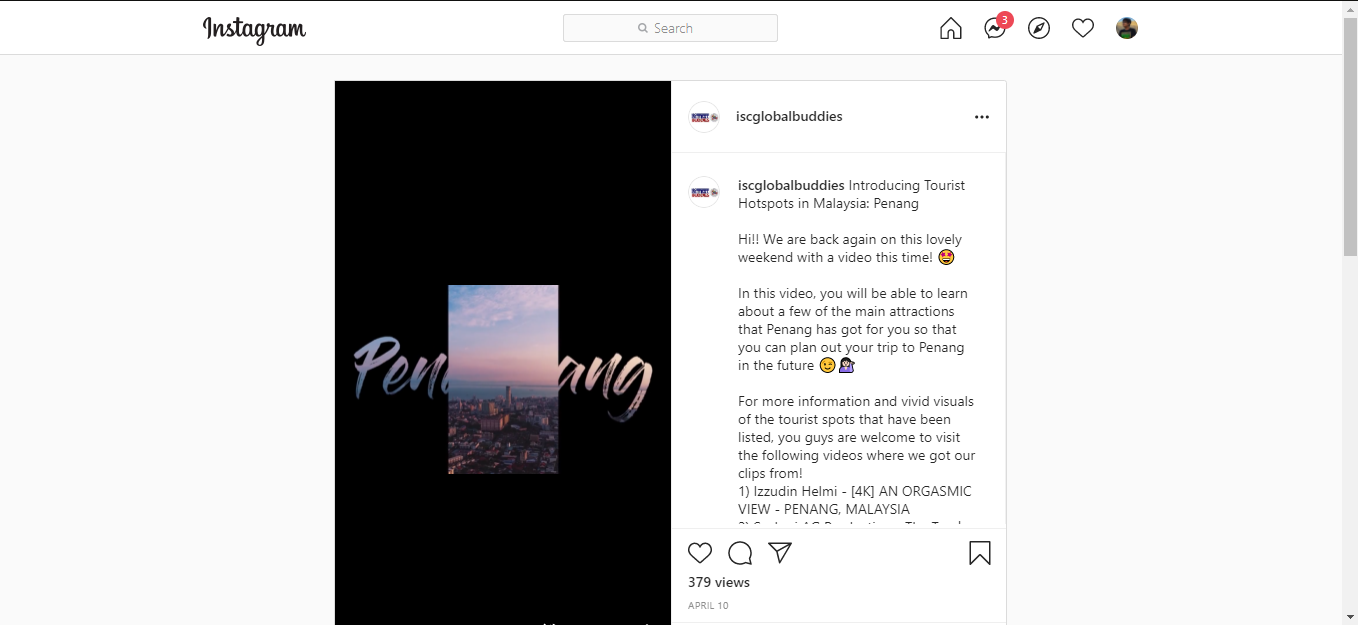 Instagram
Search
3
Pen ang
iscglobalbuddies
iscglobalbuddies Introducing Tourist
Hotspots in Malaysia: Penang
Hi!! We are back again on this lovely
weekend with a video this time! 🤩
In this video, you will be able to learn
about a few of the main attractions
that Penang has got for you so that
you can plan out your trip to Penang
in the future 😉💁🏻‍♀️
For more information and vivid visuals
of the tourist spots that have been
listed, you guys are welcome to visit
the following videos where we got our
clips from!
1) Izzudin Helmi - [4K] AN ORGASMIC
VIEW - PENANG, MALAYSIA
379 views
APRIL 10